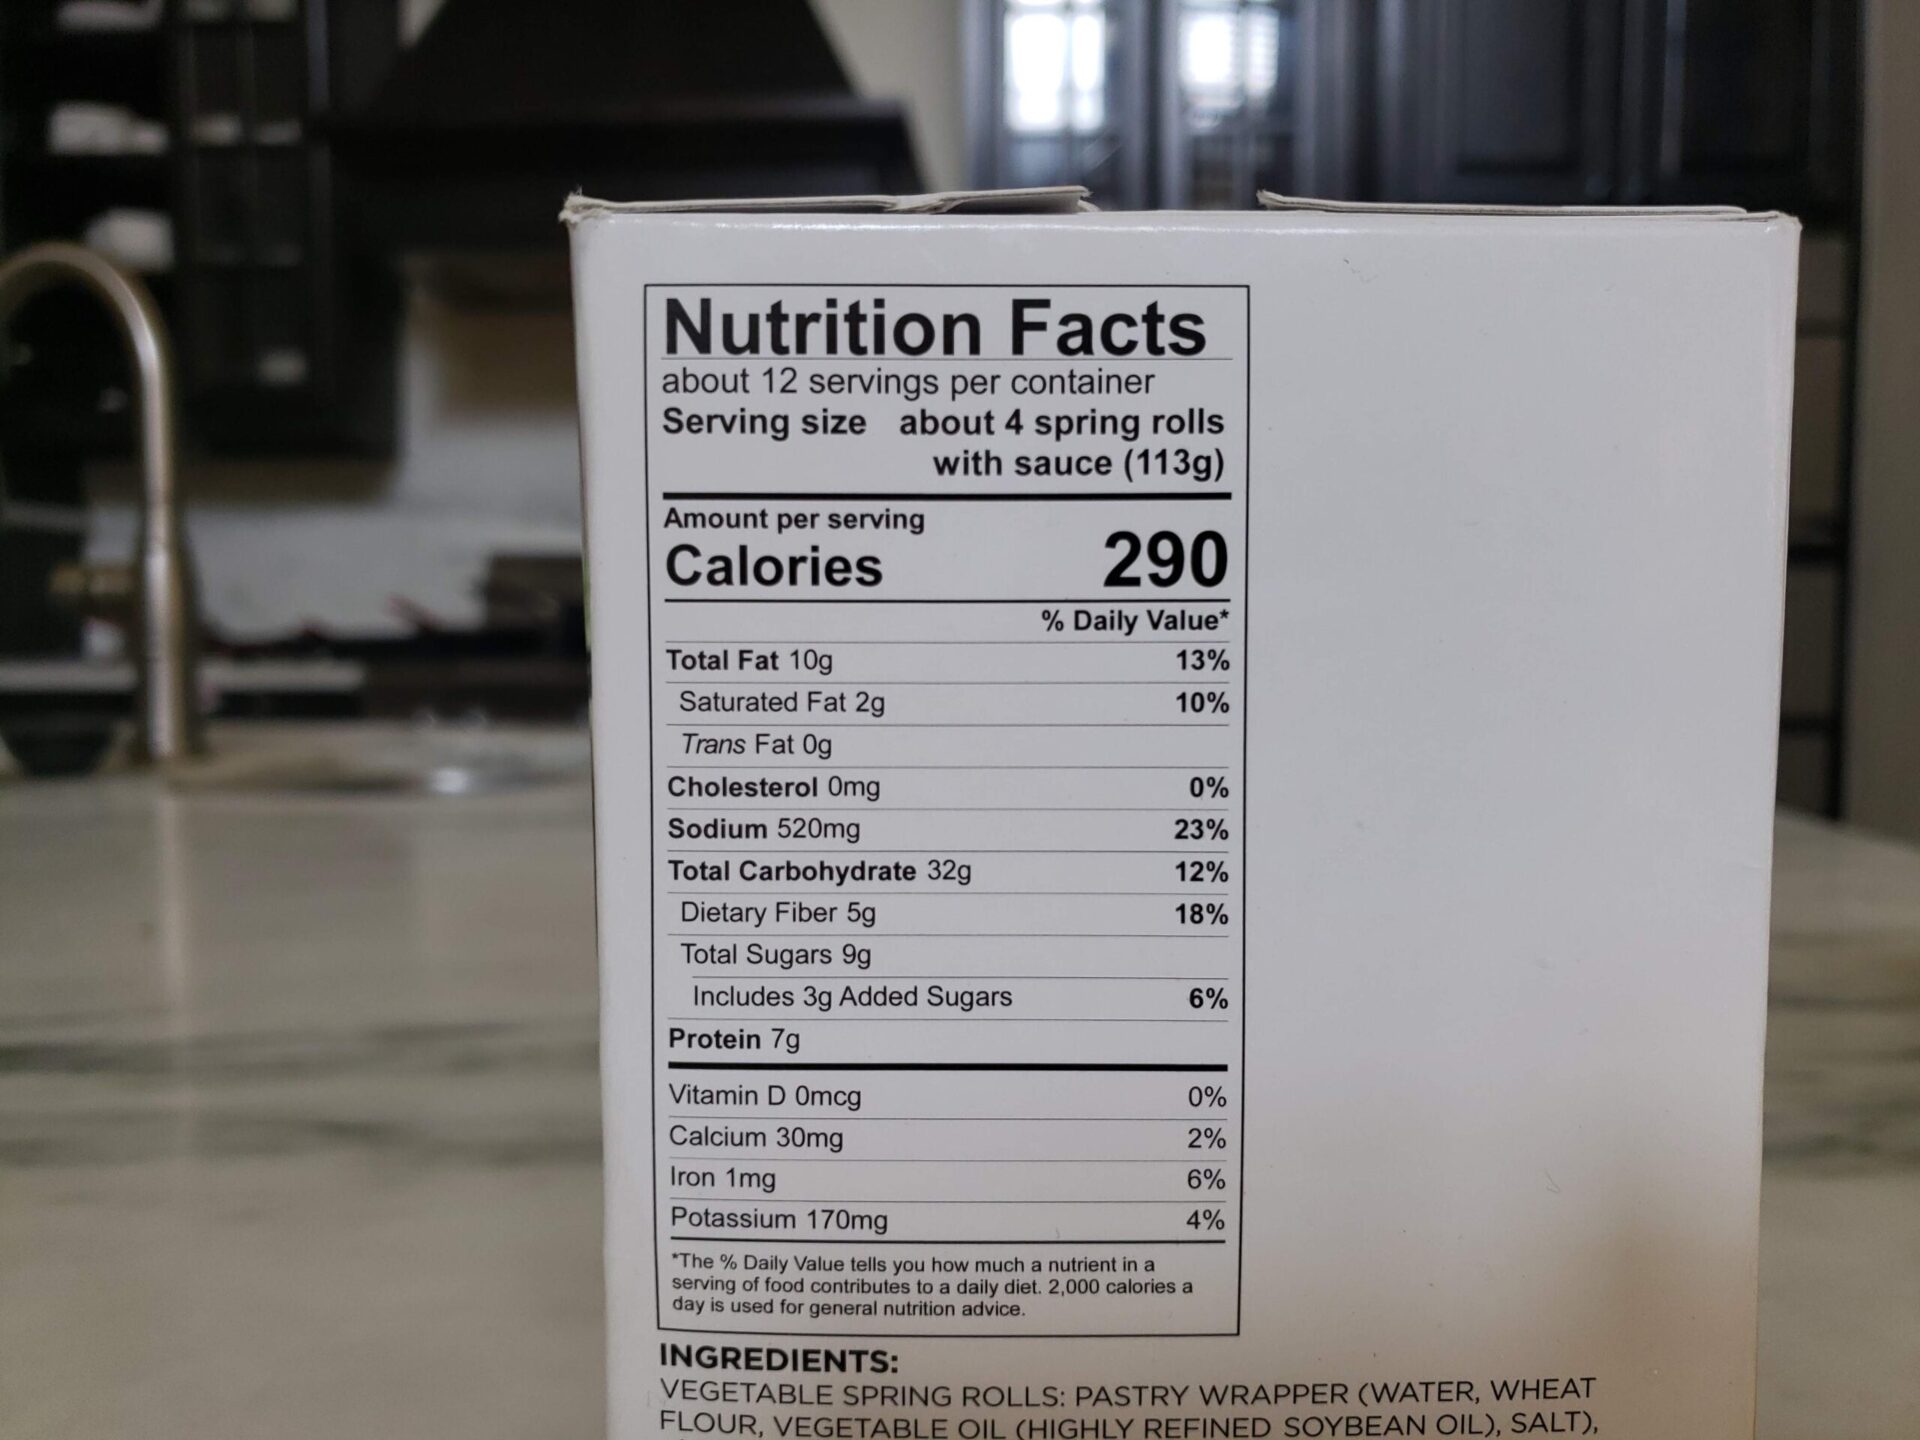 Nutrition Facts
about 12 servings per container
Serving size about 4 spring rolls
with sauce (113g)
Amount per serving
Calories 290
% Daily Value*
Total Fat 10g 13%
Saturated Fat 2g 10%
Trans Fat 0g
Cholesterol 0mg 0%
Sodium 520mg 23%
Total Carbohydrate 32g 12%
Dietary Fiber 5g 18%
Total Sugars 9g
Includes 3g Added Sugars 6%
Protein 7g
Vitamin D 0mcg 0%
Calcium 30mg 2%
Iron 1mg 6%
Potassium 170mg 4%
*The % Daily Value tells you how much a nutrient in a
serving of food contributes to a daily diet. 2,000 calories a
day is used for general nutrition advice.
INGREDIENTS:
VEGETABLE SPRING ROLLS: PASTRY WRAPPER (WATER, WHEAT
FLOUR, VEGETABLE OIL (HIGHLY REFINED SOYBEAN OIL), SALT),